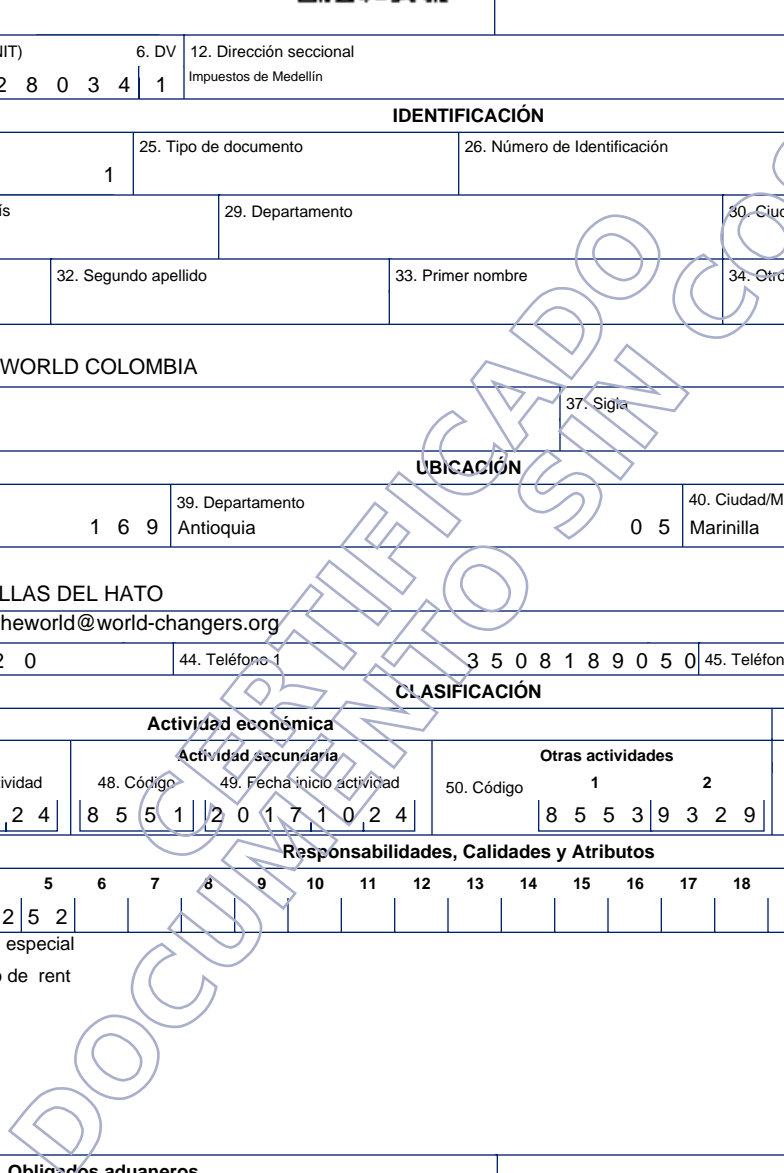 IT) 6. DV 12. Dirección seccional
2 8 0 3 4 1 Impuestos de Medellín
IDENTIFICACIÓN
25. Tipo de documento 26. Número de Identificación
1
ís 29. Departamento 30. Ciud
32. Segundo apellido 33. Primer nombre 34. Otro
WORLD COLOMBIA
37. Sigla
UBICACIÓN
39. Departamento 40. Ciudad/M
1 6 9 Antioquia 0 5 Marinilla
LLAS DEL HATO
heworld@world-changers.org
2 0 44. Teléfono 1 3 5 0 8 1 8 9 0 5 0 45. Teléfon
CLASIFICACIÓN
Actividad económica
Actividad secundaria Otras actividades
ividad 48. Código 49. Fecha inicio actividad 50. Código 1 2
2 4 8 5 5 1 2 0 1 7 1 0 2 4 8 5 5 3 9 3 2 9
Responsabilidades, Calidades y Atributos
5 6 7 8 9 10 11 12 13 14 15 16 17 18
2 5 2
especial
de rent
Obligados aduaneros
CERTIFICADO
DOCUMENTO SIN COS